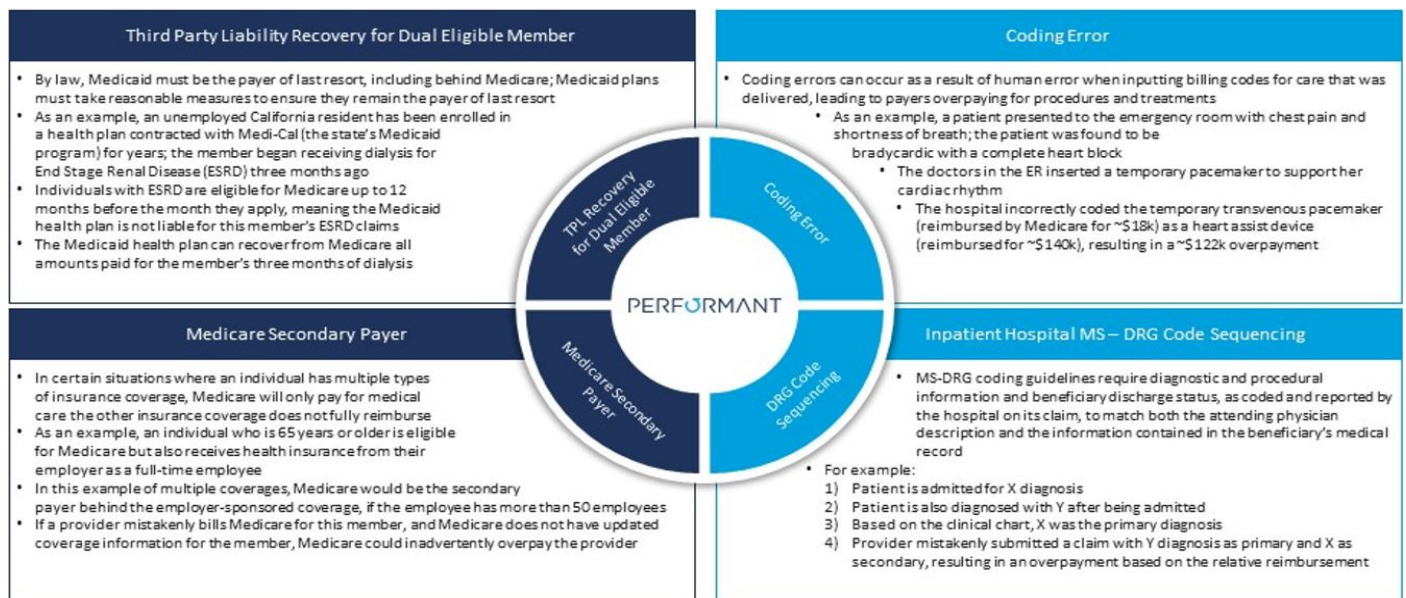 Third Party Liability Recovery for Dual Eligible Member
• By law, Medicaid must be the payer of last resort, including behind Medicare; Medicaid plans
must take reasonable measures to ensure they remain the payer of last resort
• As an example, an unemployed California resident has been enrolled in
a health plan contracted with Medi-Cal (the state's Medicaid
program) for years; the member began receiving dialysis for
End Stage Renal Disease (ESRD) three months ago
• Individuals with ESRD are eligible for Medicare up to 12
months before the month they apply, meaning the Medicaid
health plan is not liable for this member's ESRD claims
• The Medicaid health plan can recover from Medicare all
amounts paid for the member's three months of dialysis
Coding Error
• Coding errors can occur as a result of human error when inputting billing codes for care that was
delivered, leading to payers overpaying for procedures and treatments
• As an example, a patient presented to the emergency room with chest pain and
shortness of breath; the patient was found to be
bradycardic with a complete heart block
• The doctors in the ER inserted a temporary pacemaker to support her
cardiac rhythm
• The hospital incorrectly coded the temporary transvenous pacemaker
(reimbursed by Medicare for ~$18k) as a heart assist device
(reimbursed for ~$140k), resulting in a ~$122k overpayment
TPL Recovery
for Dual Eligible
Member
Coding Error
PERFORMANT
Medicare Secondary
Payer
DRG Code
Sequencing
Medicare Secondary Payer
• In certain situations where an individual has multiple types
of insurance coverage, Medicare will only pay for medical
care the other insurance coverage does not fully reimburse
• As an example, an individual who is 65 years or older is eligible
for Medicare but also receives health insurance from their
employer as a full-time employee
• In this example of multiple coverages, Medicare would be the secondary
payer behind the employer-sponsored coverage, if the employee has more than 50 employees
• If a provider mistakenly bills Medicare for this member, and Medicare does not have updated
coverage information for the member, Medicare could inadvertently overpay the provider
Inpatient Hospital MS – DRG Code Sequencing
• MS-DRG coding guidelines require diagnostic and procedural
information and beneficiary discharge status, as coded and reported by
the hospital on its claim, to match both the attending physician
description and the information contained in the beneficiary's medical
record
• For example:
1) Patient is admitted for X diagnosis
2) Patient is also diagnosed with Y after being admitted
3) Based on the clinical chart, X was the primary diagnosis
4) Provider mistakenly submitted a claim with Y diagnosis as primary and X as
secondary, resulting in an overpayment based on the relative reimbursement